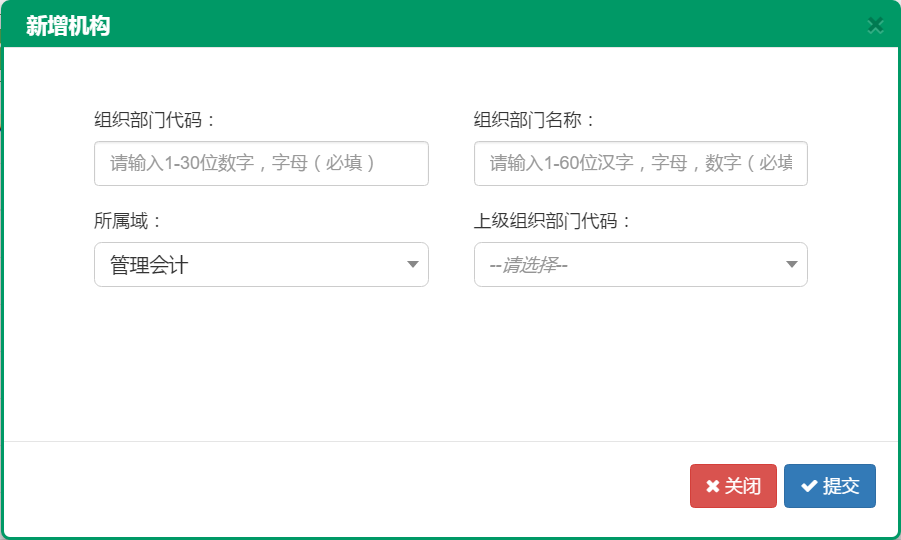 新增机构
组织部门代码：
组织部门名称：
请输入1-30位数字，字母（必填）
请输入1-60位汉字，字母，数字（必填
所属域：
上级组织部门代码：
管理会计
--请选择--
关闭
提交